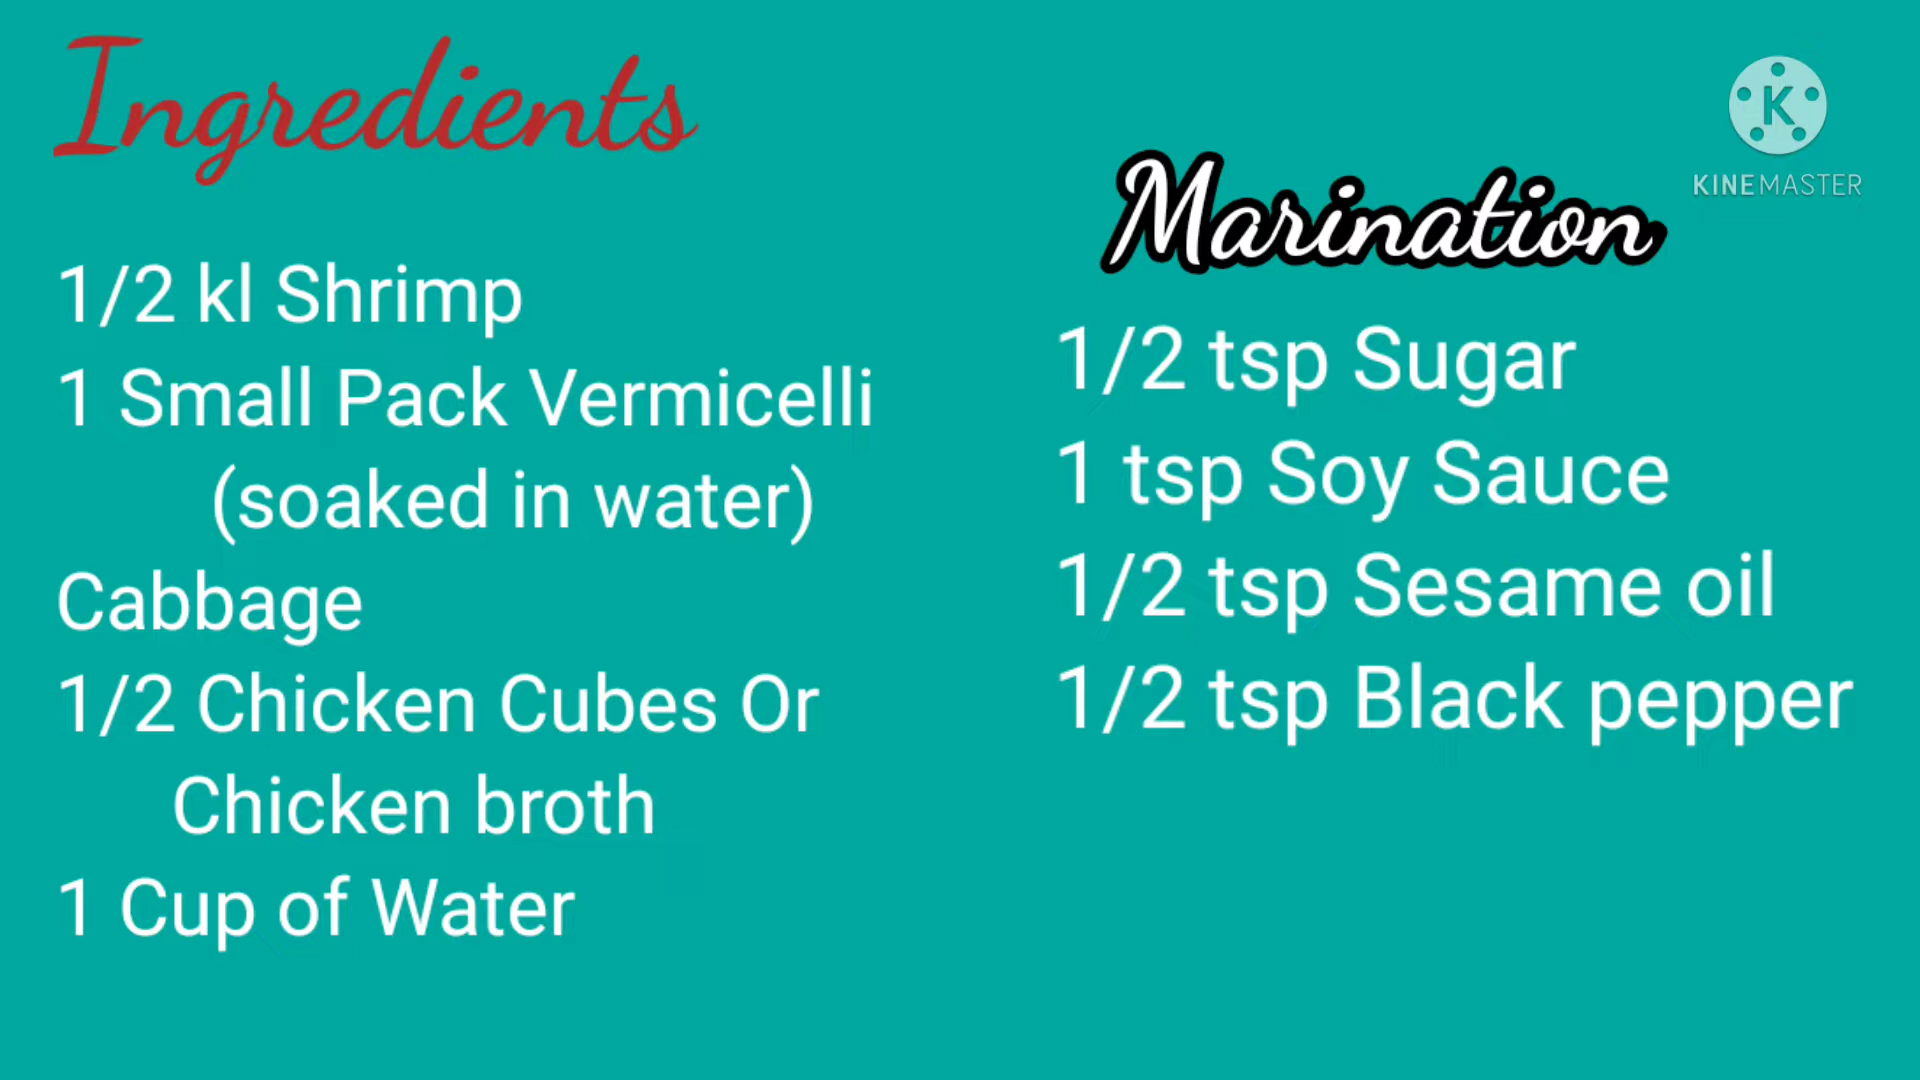 Ingredients
1/2 kl Shrimp
1 Small Pack Vermicelli
(soaked in water)
Cabbage
1/2 Chicken Cubes Or
Chicken broth
1 Cup of Water
K
KINEMASTER
Marination
1/2 tsp Sugar
1 tsp Soy Sauce
1/2 tsp Sesame oil
1/2 tsp Black pepper